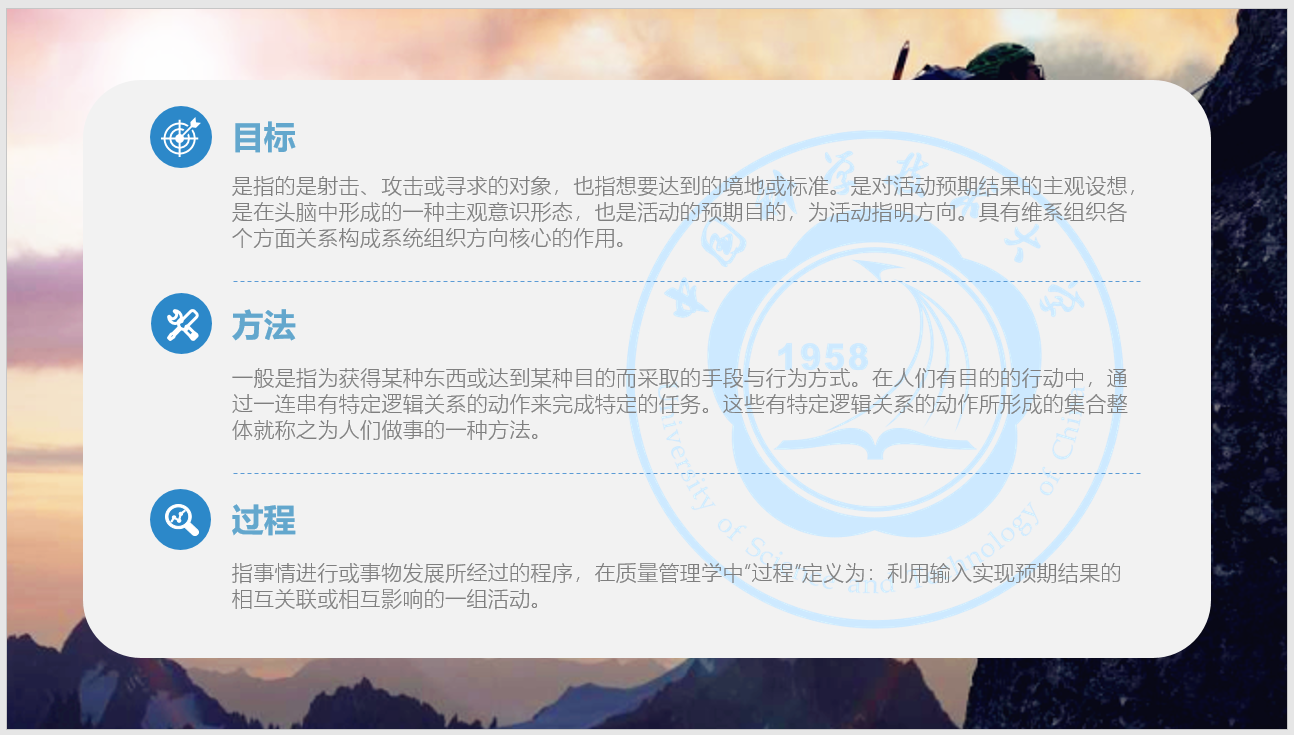 目标
是指的是射击、攻击或寻求的对象，也指想要达到的境地或标准。是对活动预期结果的主观设想，
是在头脑中形成的一种主观意识形态，也是活动的预期目的，为活动指明方向。具有维系组织各
个方面关系构成系统组织方向核心的作用。
方法
一般是指为获得某种东西或达到某种目的而采取的手段与行为方式。在人们有目的的行动中，通
过一连串有特定逻辑关系的动作来完成特定的任务。这些有特定逻辑关系的动作所形成的集合整
体就称之为人们做事的一种方法。
过程
指事情进行或事物发展所经过的程序，在质量管理学中"过程"定义为：利用输入实现预期结果的
相互关联或相互影响的一组活动。
中国科学技术大学
1958
University of Science and Technology of China